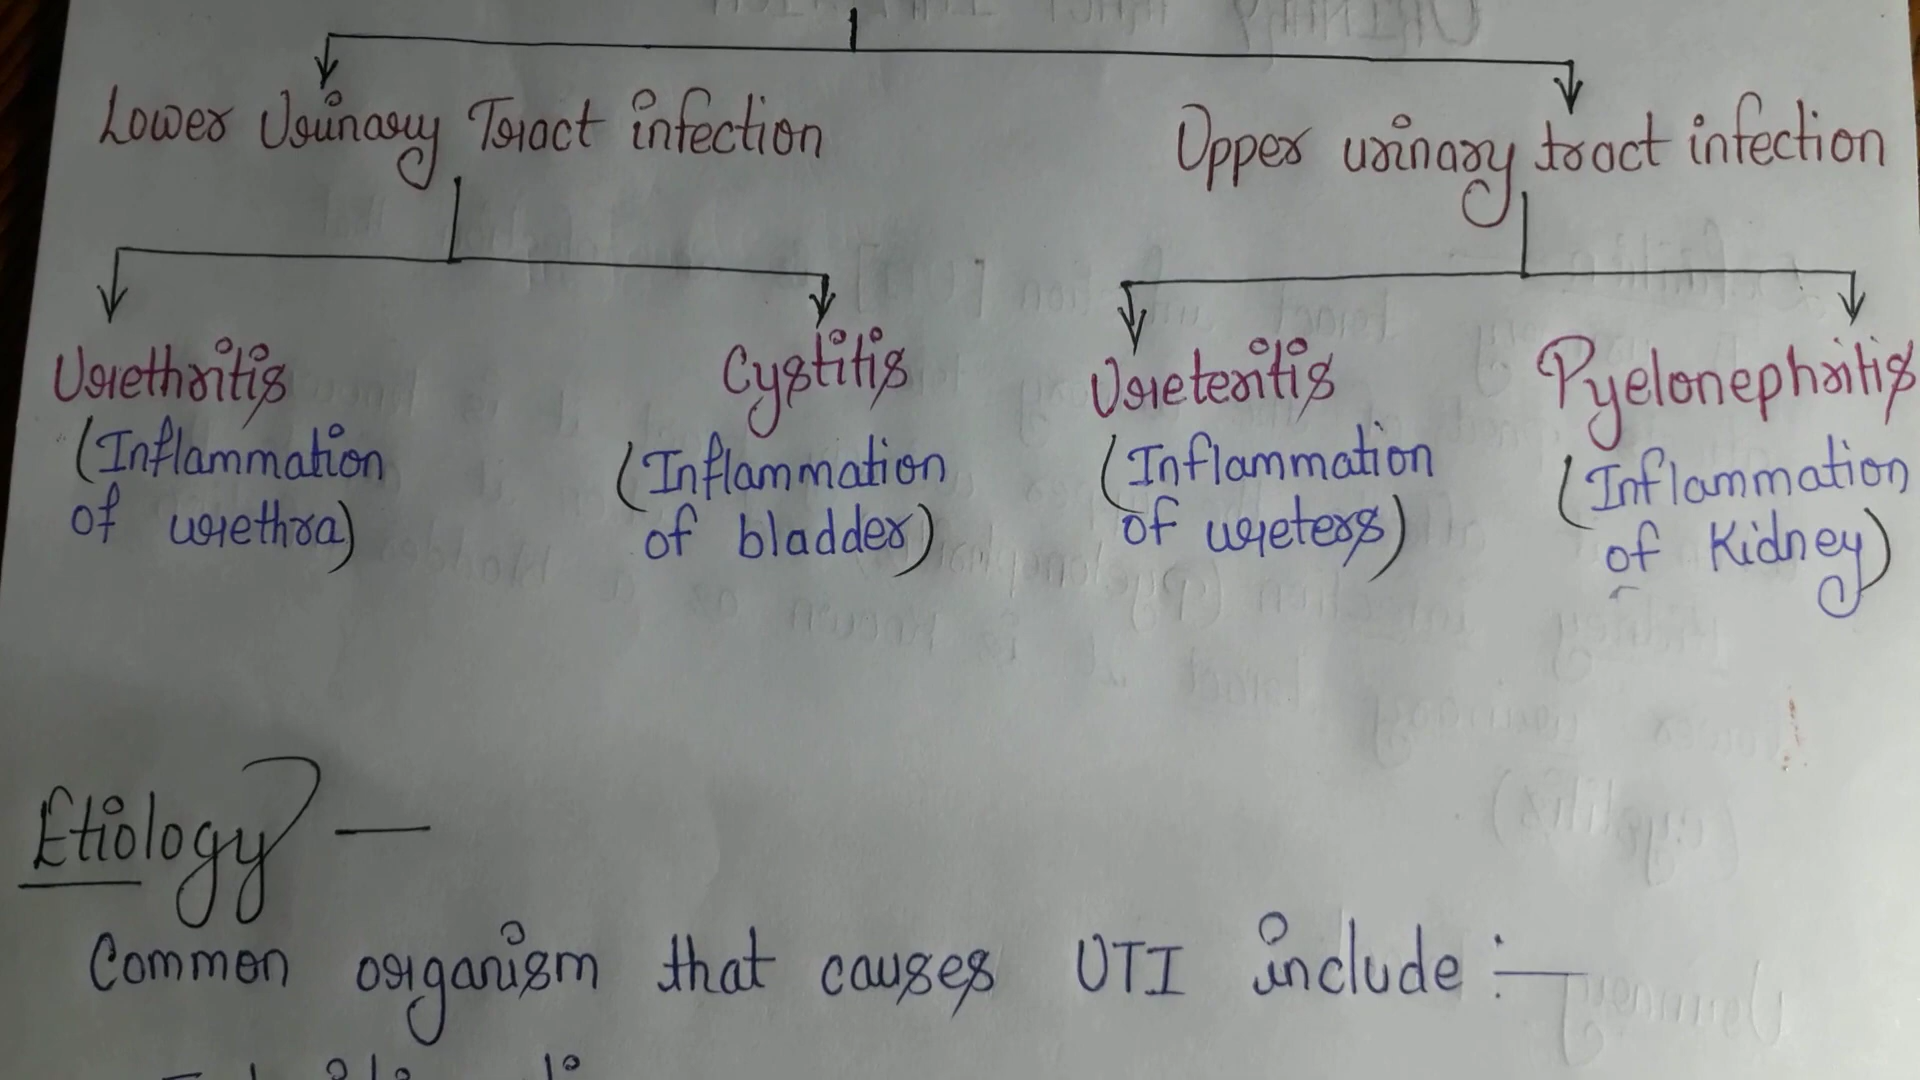 Lower Urinary Tract infection
Upper urinary tract infection
Urethritis
(Inflammation
of urethra)
Cystitis
(Inflammation
of bladder)
Ureteritis
(Inflammation
of ureters)
Pyelonephritis
(Inflammation
of Kidney)
Etiology —
Common organism that causes UTI include :—